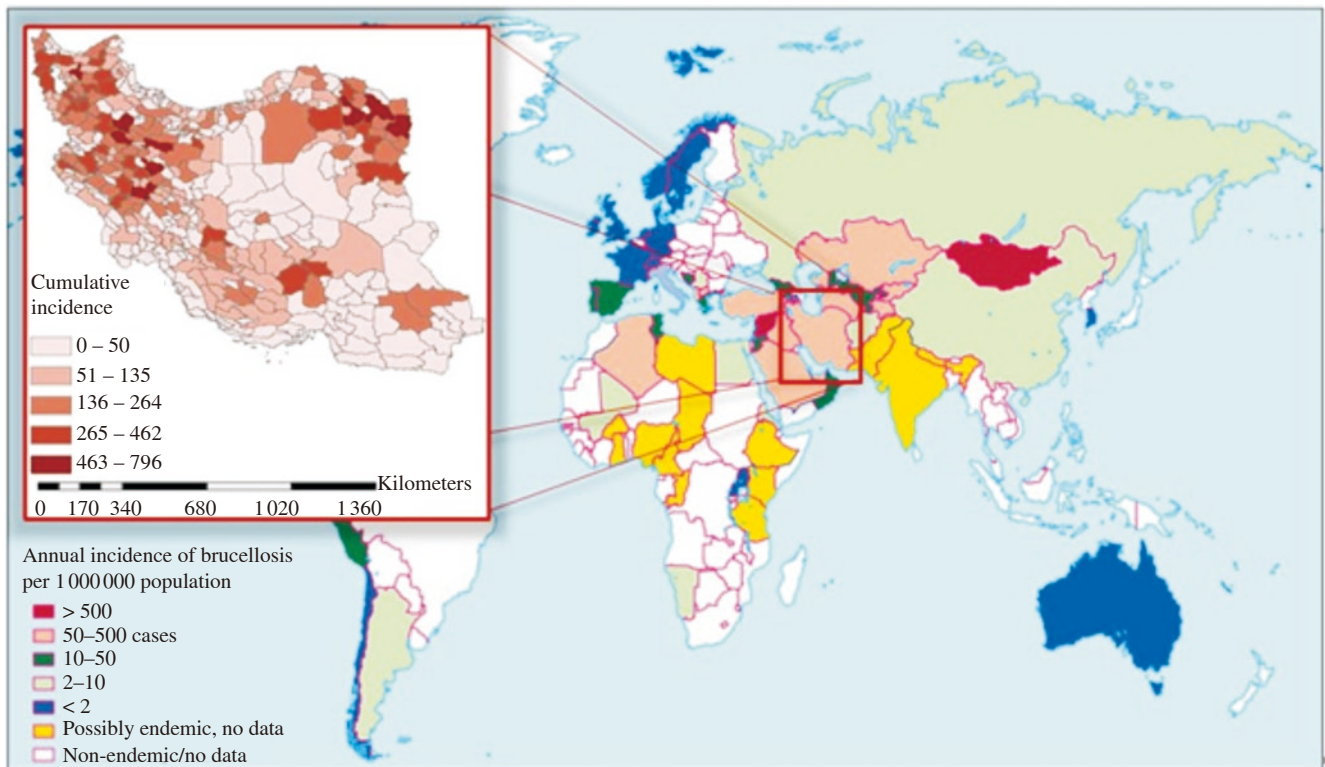 Cumulative
incidence
0 – 50
51 – 135
136 – 264
265 – 462
463 – 796
Kilometers
0 170 340 680 1 020 1 360
Annual incidence of brucellosis
per 1 000 000 population
> 500
50–500 cases
10–50
2–10
< 2
Possibly endemic, no data
Non-endemic/no data